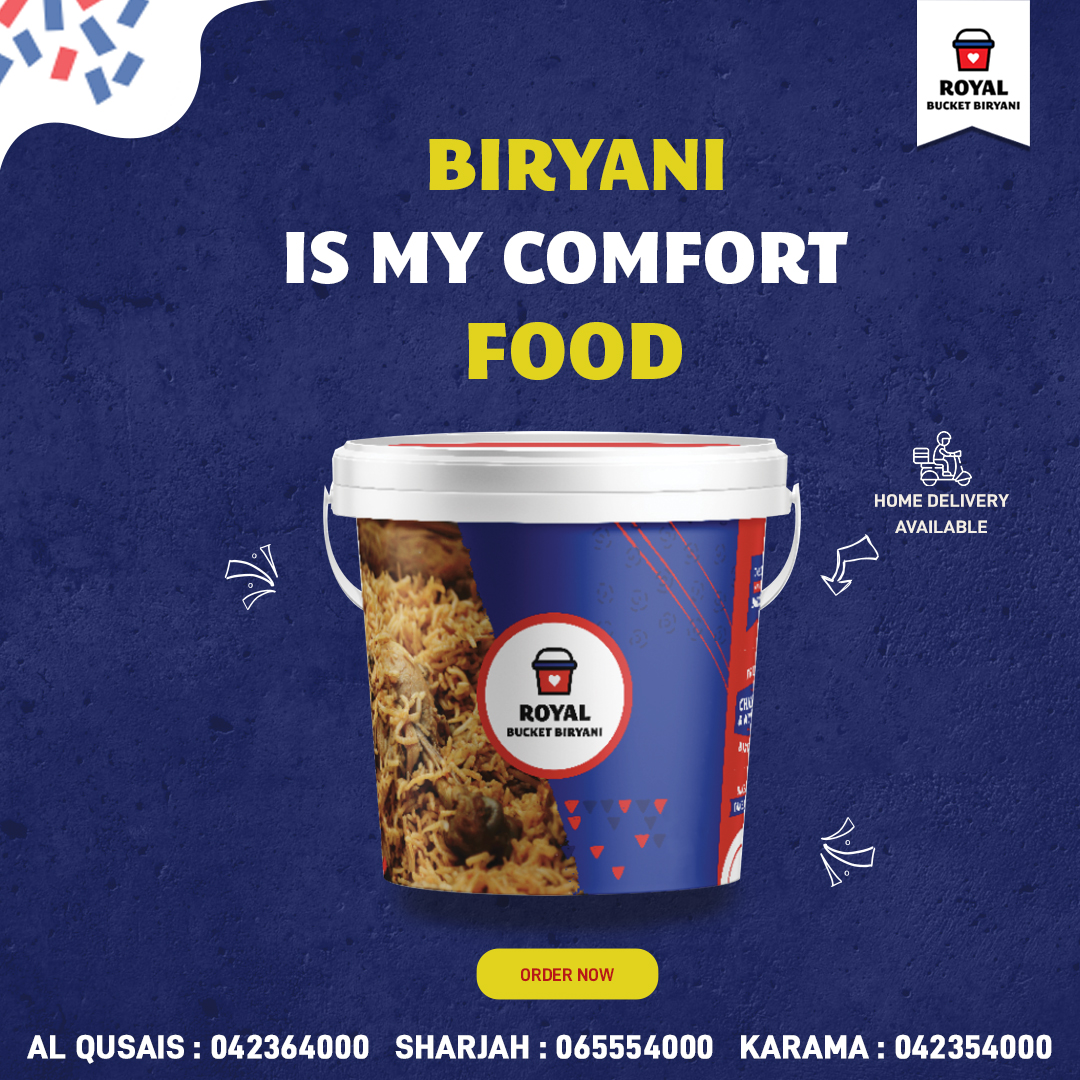 ROYAL
BUCKET BIRYANI
BIRYANI
IS MY COMFORT
FOOD
HOME DELIVERY
AVAILABLE
ROYAL
BUCKET BIRYANI
ORDER NOW
AL QUSAIS : 042364000 SHARJAH : 065554000 KARAMA : 042354000